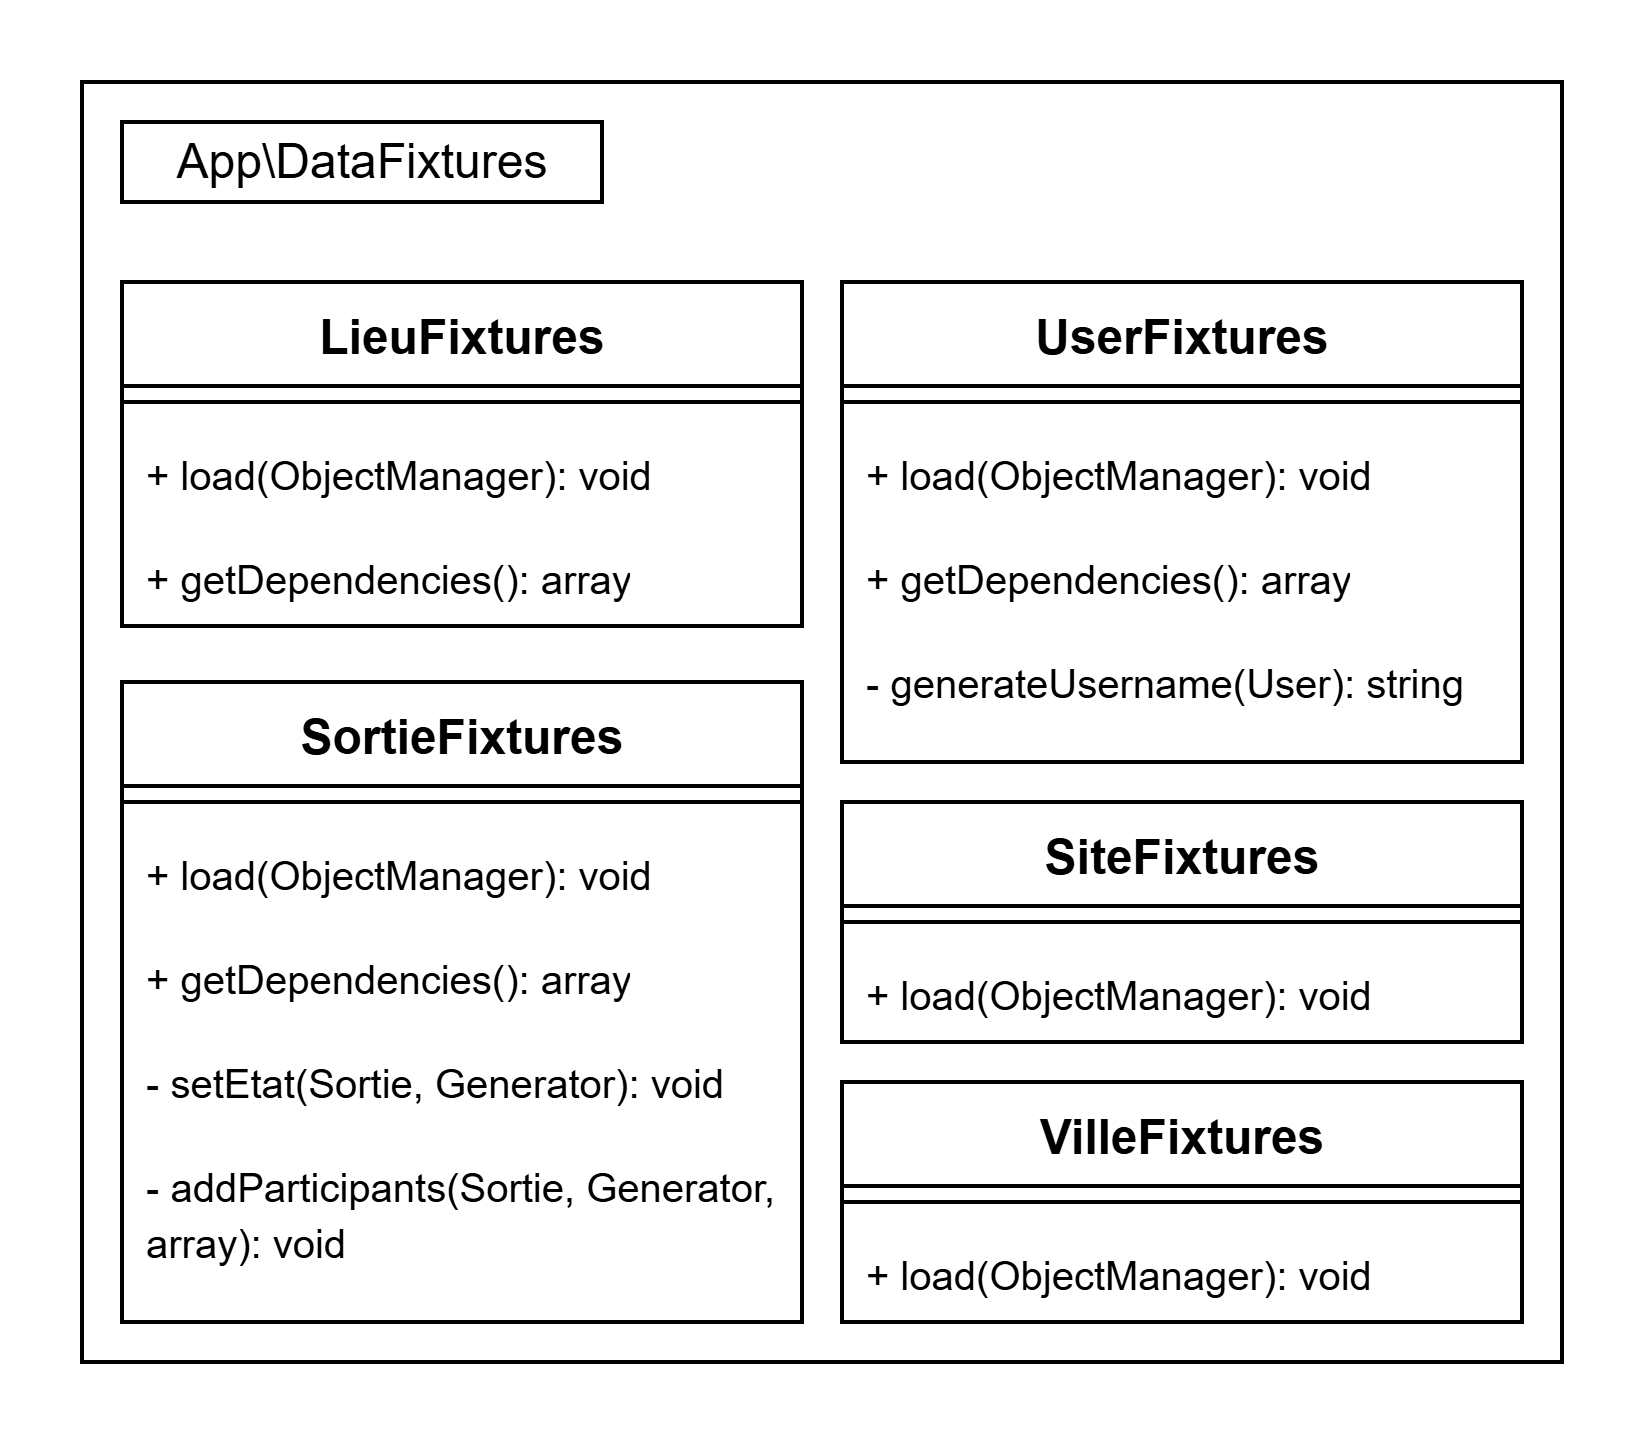 App\DataFixtures
LieuFixtures
+ load(ObjectManager): void
+ getDependencies(): array
SortieFixtures
+ load(ObjectManager): void
+ getDependencies(): array
- setEtat(Sortie, Generator): void
- addParticipants(Sortie, Generator,
array): void
UserFixtures
+ load(ObjectManager): void
+ getDependencies(): array
- generateUsername(User): string
SiteFixtures
+ load(ObjectManager): void
VilleFixtures
+ load(ObjectManager): void